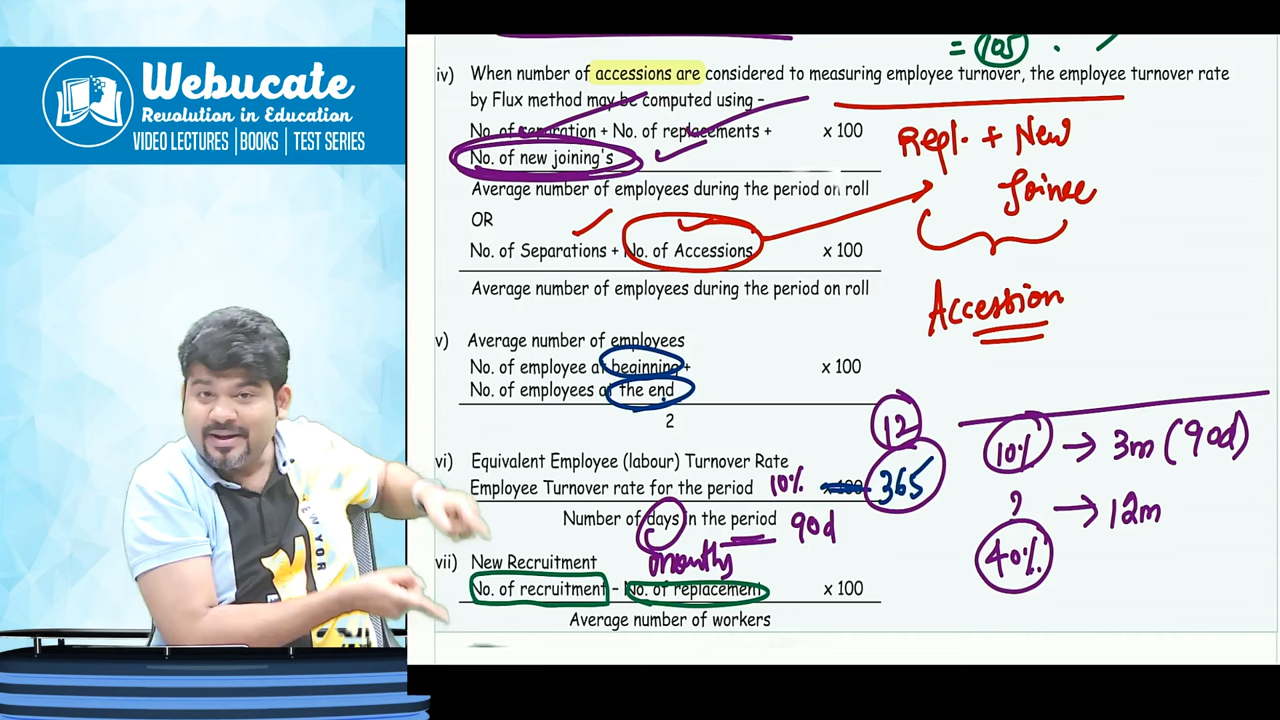 Webucate
Revolution in Education
VIDEO LECTURES | BOOKS | TEST SERIES
= 105 .
iv) When number of accessions are considered to measuring employee turnover, the employee turnover rate
by Flux method may be computed using –
No. of separation + No. of replacements + x 100
No. of new joining's
Average number of employees during the period on roll
OR
No. of Separations + No. of Accessions x 100
Average number of employees during the period on roll
Repl. + New
Joinee
Accession
v) Average number of employees
No. of employee at beginning + x 100
No. of employees at the end
2
vi) Equivalent Employee (labour) Turnover Rate
Employee Turnover rate for the period 10% x 100 365
12
Number of days in the period 90d
months
10% → 3m (90d)
? → 12m
40%
vii) New Recruitment
No. of recruitment – No. of replacement x 100
Average number of workers